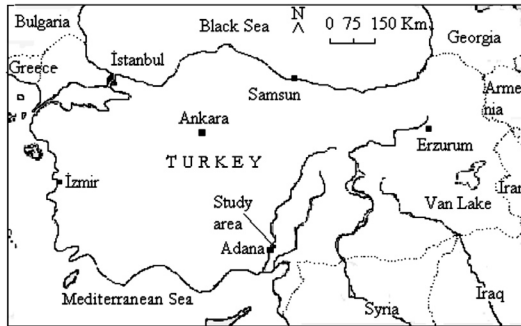 Bulgaria
Black Sea
N
0 75 150 Km
Georgia
Greece
İstanbul
Samsun
Arme
nia
Ankara
Erzurum
TURKEY
İzmir
Van Lake
Iran
Study
area
Adana
Mediterranean Sea
Syria
Iraq